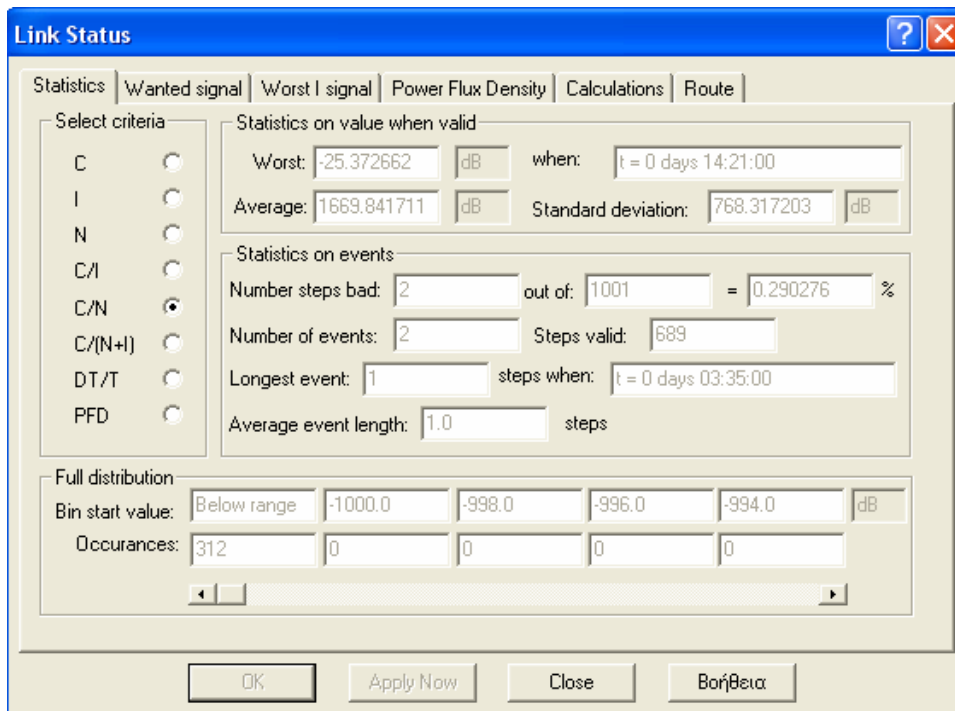 Link Status
Statistics Wanted signal Worst I signal Power Flux Density Calculations Route
Select criteria
C
I
N
C/I
C/N
C/(N+I)
DT/T
PFD
Statistics on value when valid
Worst: -25.372662 dB when: t = 0 days 14:21:00
Average: 1669.841711 dB Standard deviation: 768.317203 dB
Statistics on events
Number steps bad: 2 out of: 1001 = 0.290276 %
Number of events: 2 Steps valid: 689
Longest event: 1 steps when: t = 0 days 03:35:00
Average event length: 1.0 steps
Full distribution
Bin start value: Below range -1000.0 -998.0 -996.0 -994.0 dB
Occurances: 312 0 0 0 0
OK Apply Now Close Βοήθεια